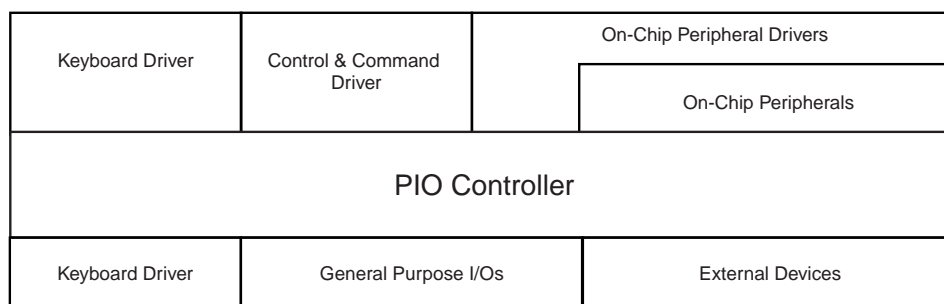 On-Chip Peripheral Drivers
Keyboard Driver
Control & Command
Driver
On-Chip Peripherals
PIO Controller
Keyboard Driver
General Purpose I/Os
External Devices